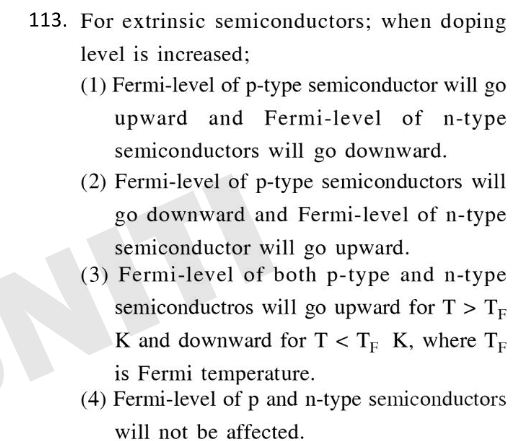 113. For extrinsic semiconductors; when doping
level is increased;
(1) Fermi-level of p-type semiconductor will go
upward and Fermi-level of n-type
semiconductors will go downward.
(2) Fermi-level of p-type semiconductors will
go downward and Fermi-level of n-type
semiconductor will go upward.
(3) Fermi-level of both p-type and n-type
semiconductros will go upward for T > T_F
K and downward for T < T_F K, where T_F
is Fermi temperature.
(4) Fermi-level of p and n-type semiconductors
will not be affected.